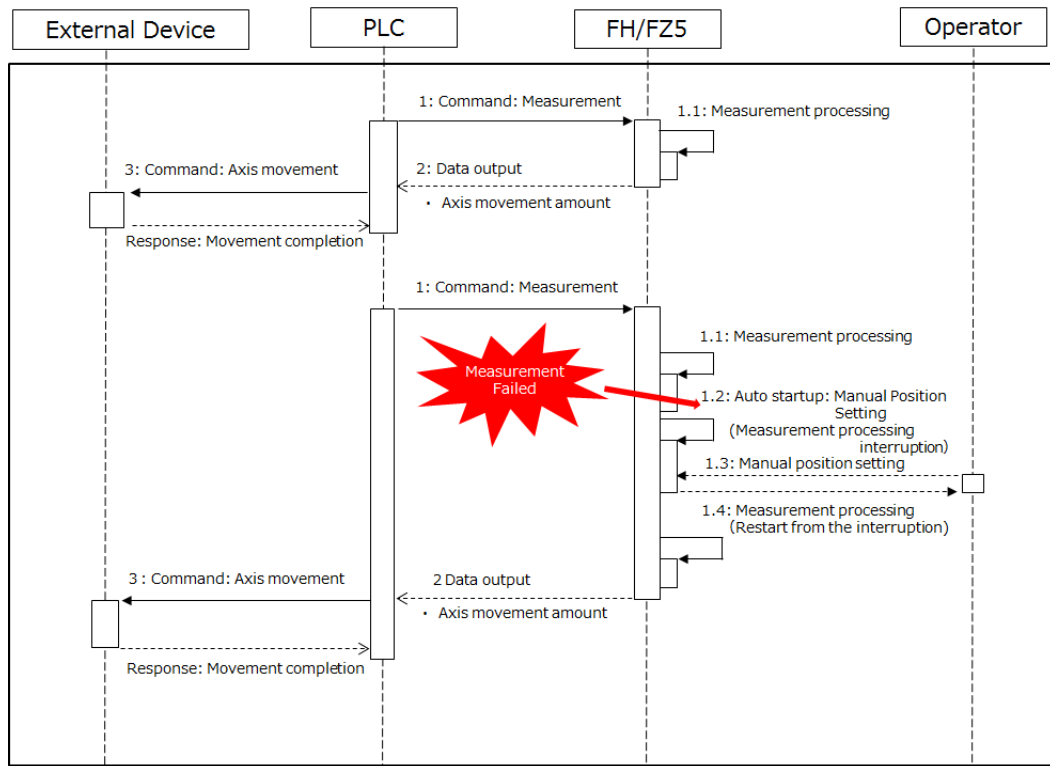 External Device
PLC
FH/FZ5
Operator
1: Command: Measurement
1.1: Measurement processing
3: Command: Axis movement
2: Data output
・ Axis movement amount
Response: Movement completion
1: Command: Measurement
1.1: Measurement processing
Measurement
Failed
1.2: Auto startup: Manual Position
Setting
(Measurement processing
interruption)
1.3: Manual position setting
1.4: Measurement processing
(Restart from the interruption)
3 : Command: Axis movement
2 Data output
・ Axis movement amount
Response: Movement completion